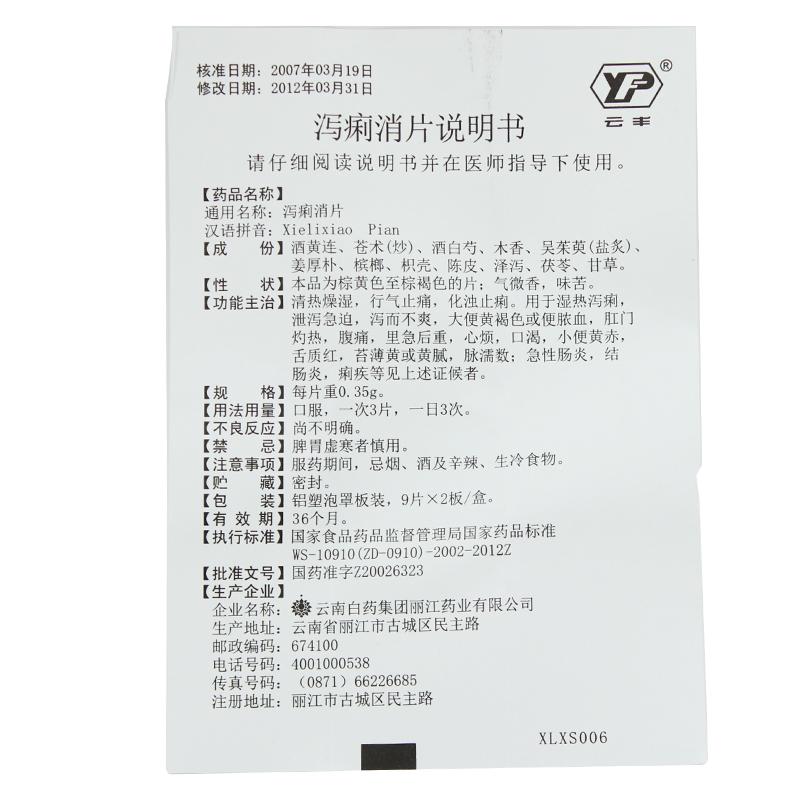 核准日期：2007年03月19日
修改日期：2012年03月31日
YP®
云丰
泻痢消片说明书
请仔细阅读说明书并在医师指导下使用。
【药品名称】
通用名称：泻痢消片
汉语拼音：Xielixiao Pian
【成　份】酒黄连、苍术(炒)、酒白芍、木香、吴茱萸(盐炙)、
姜厚朴、槟榔、枳壳、陈皮、泽泻、茯苓、甘草。
【性　状】本品为棕黄色至棕褐色的片；气微香，味苦。
【功能主治】清热燥湿，行气止痛，化浊止痢。用于湿热泻痢，
泄泻急迫，泻而不爽，大便黄褐色或便脓血，肛门
灼热，腹痛，里急后重，心烦，口渴，小便黄赤，
舌质红，苔薄黄或黄腻，脉濡数；急性肠炎，结
肠炎，痢疾等见上述证候者。
【规　格】每片重0.35g。
【用法用量】口服，一次3片，一日3次。
【不良反应】尚不明确。
【禁　忌】脾胃虚寒者慎用。
【注意事项】服药期间，忌烟、酒及辛辣、生冷食物。
【贮　藏】密封。
【包　装】铝塑泡罩板装，9片×2板/盒。
【有 效 期】36个月。
【执行标准】国家食品药品监督管理局国家药品标准
WS-10910(ZD-0910)-2002-2012Z
【批准文号】国药准字Z20026323
【生产企业】
企业名称：云南白药集团丽江药业有限公司
生产地址：云南省丽江市古城区民主路
邮政编码：674100
电话号码：4001000538
传真号码：（0871）66226685
注册地址：丽江市古城区民主路
XLXS006